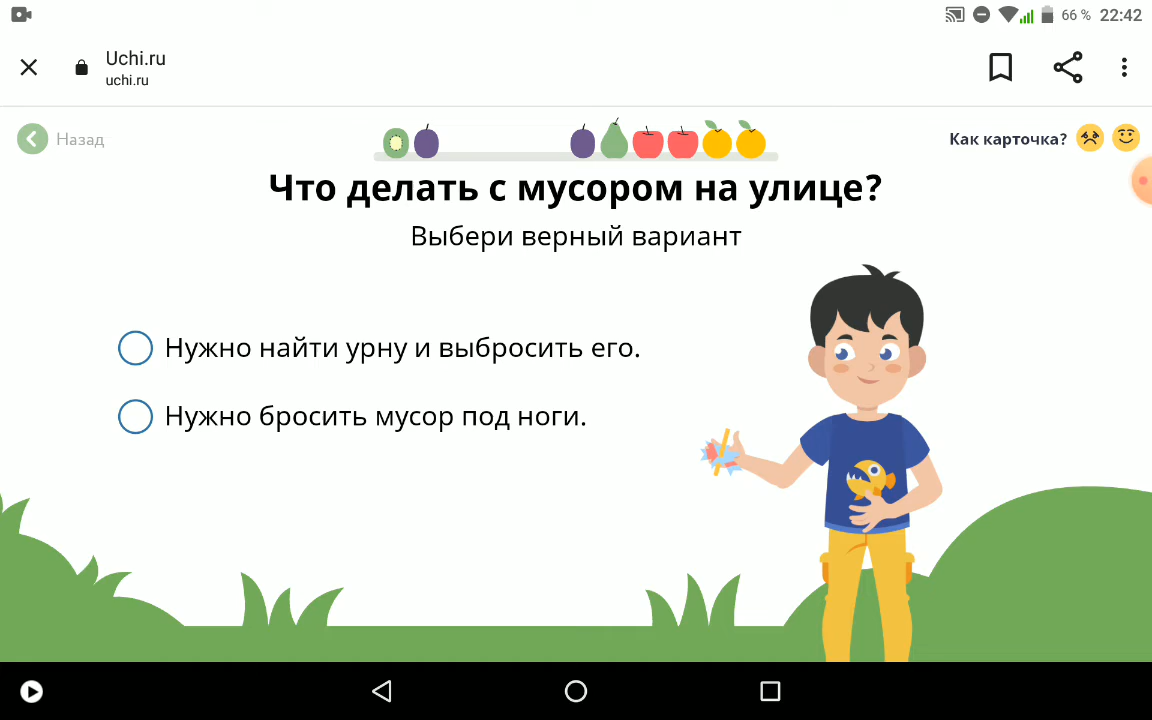 66 % 22:42
Uchi.ru
uchi.ru
Назад
Как карточка?
Что делать с мусором на улице?
Выбери верный вариант
Нужно найти урну и выбросить его.
Нужно бросить мусор под ноги.